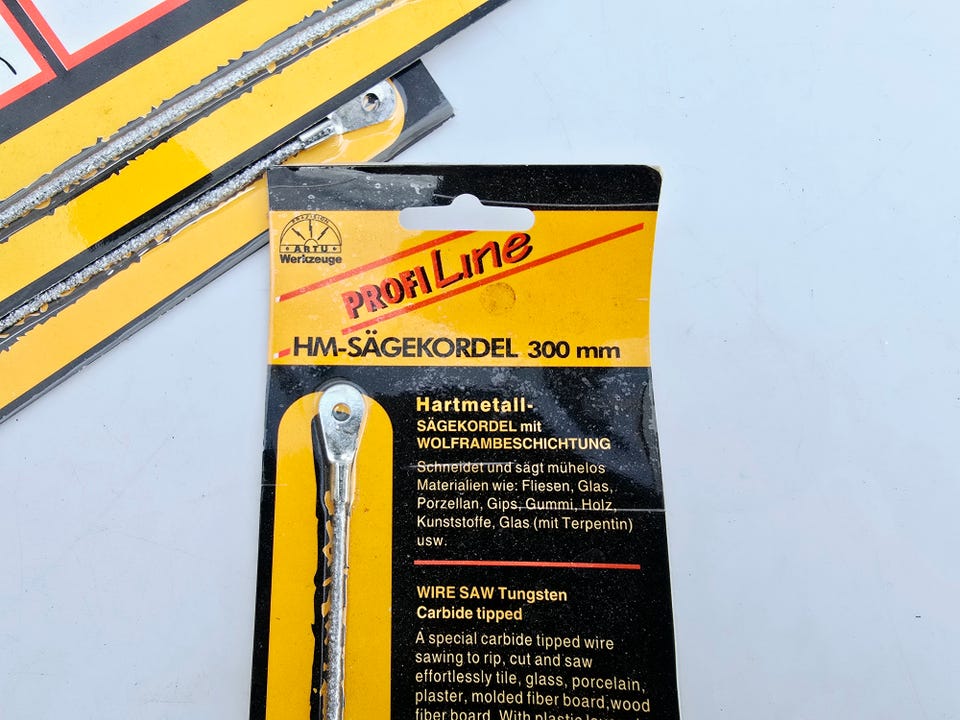 PRÄZISION
ARTU
Werkzeuge
PROFI LINE
HM-SÄGEKORDEL 300 mm
Hartmetall-
SÄGEKORDEL mit
WOLFRAMBESCHICHTUNG
Schneidet und sägt mühelos
Materialien wie: Fliesen, Glas,
Porzellan, Gips, Gummi, Holz,
Kunststoffe, Glas (mit Terpentin)
usw.
WIRE SAW Tungsten
Carbide tipped
A special carbide tipped wire
sawing to rip, cut and saw
effortlessly tile, glass, porcelain,
plaster, molded fiber board,wood
fiber board. With plastic